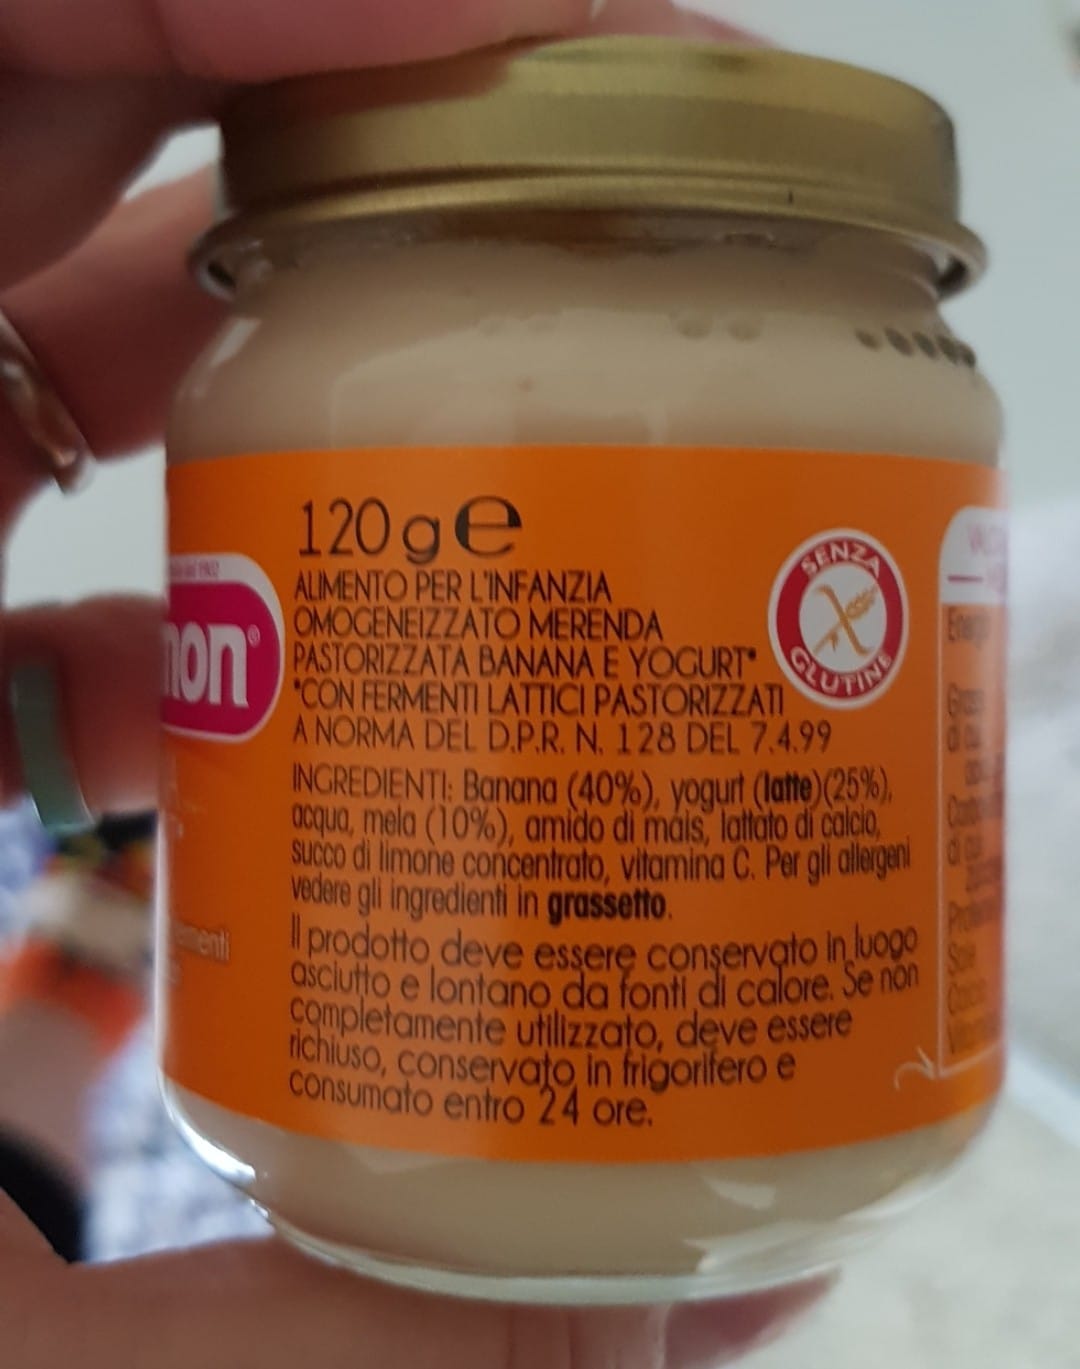 120 g e
ALIMENTO PER L'INFANZIA
OMOGENEIZZATO MERENDA
PASTORIZZATA BANANA E YOGURT*
*CON FERMENTI LATTICI PASTORIZZATI
A NORMA DEL D.P.R. N. 128 DEL 7.4.99
INGREDIENTI: Banana (40%), yogurt (latte)(25%),
acqua, mela (10%), amido di mais, lattato di calcio,
succo di limone concentrato, vitamina C. Per gli allergeni
vedere gli ingredienti in grassetto.
Il prodotto deve essere conservato in luogo
asciutto e lontano da fonti di calore. Se non
completamente utilizzato, deve essere
richiuso, conservato in frigorifero e
consumato entro 24 ore.
SENZA
GLUTINE
non®